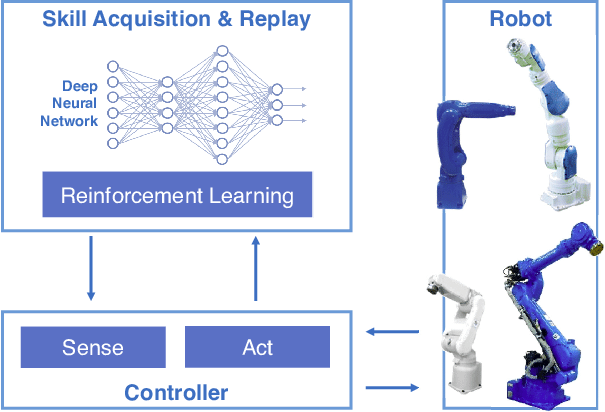 Skill Acquisition & Replay
Deep
Neural
Network
Reinforcement Learning
Sense
Act
Controller
Robot